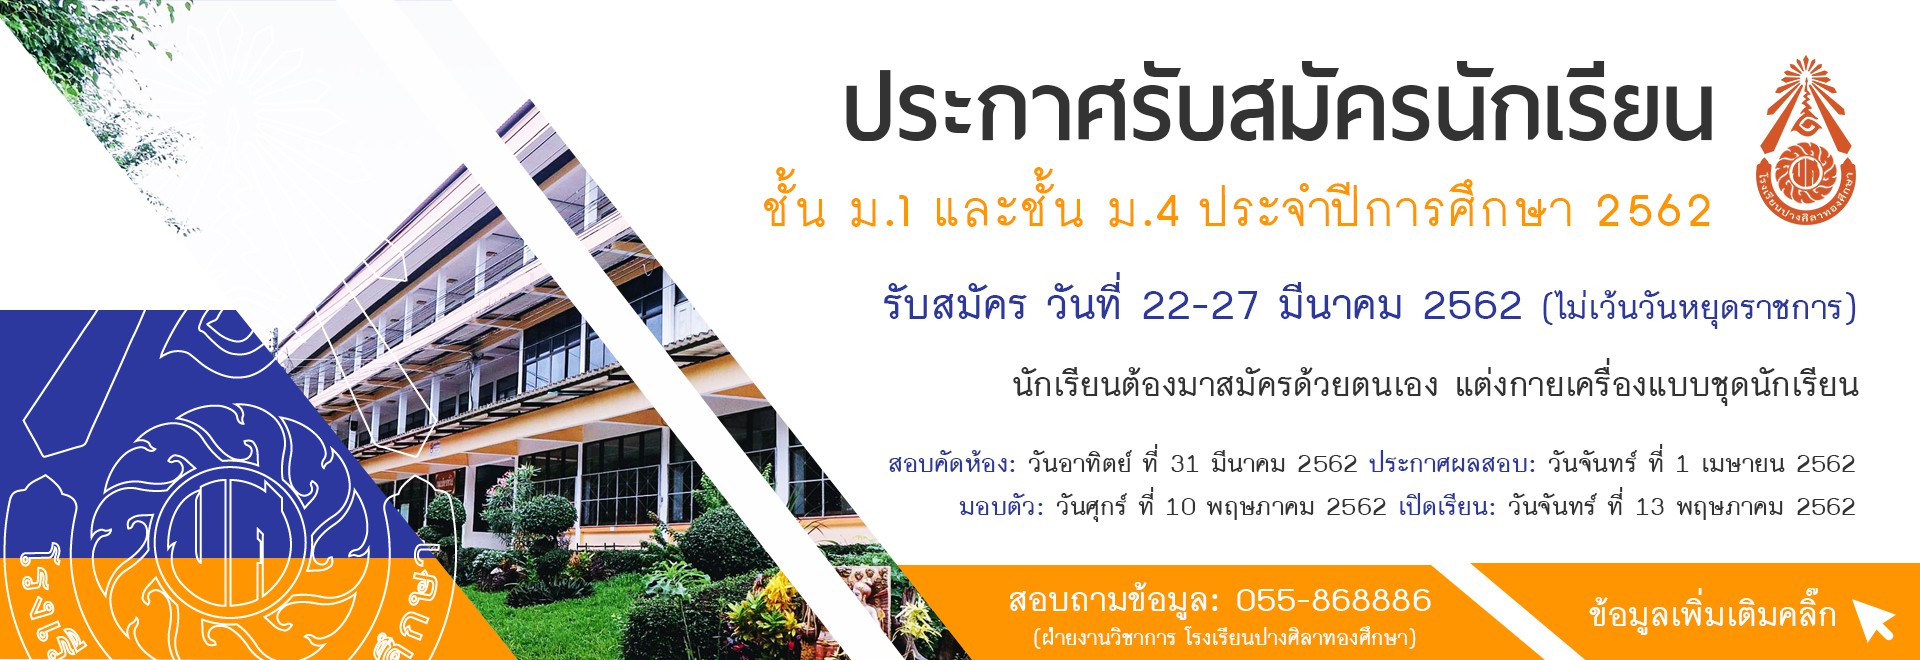 ประกาศรับสมัครนักเรียน
ชั้น ม.1 และชั้น ม.4 ประจำปีการศึกษา 2562
โรงเรียนปางศิลาทองศึกษา
รับสมัคร วันที่ 22-27 มีนาคม 2562 (ไม่เว้นวันหยุดราชการ)
นักเรียนต้องมาสมัครด้วยตนเอง แต่งกายเครื่องแบบชุดนักเรียน
สอบคัดห้อง: วันอาทิตย์ ที่ 31 มีนาคม 2562 ประกาศผลสอบ: วันจันทร์ ที่ 1 เมษายน 2562
มอบตัว: วันศุกร์ ที่ 10 พฤษภาคม 2562 เปิดเรียน: วันจันทร์ ที่ 13 พฤษภาคม 2562
สอบถามข้อมูล: 055-868886
(ฝ่ายงานวิชาการ โรงเรียนปางศิลาทองศึกษา)
ข้อมูลเพิ่มเติมคลิ๊ก